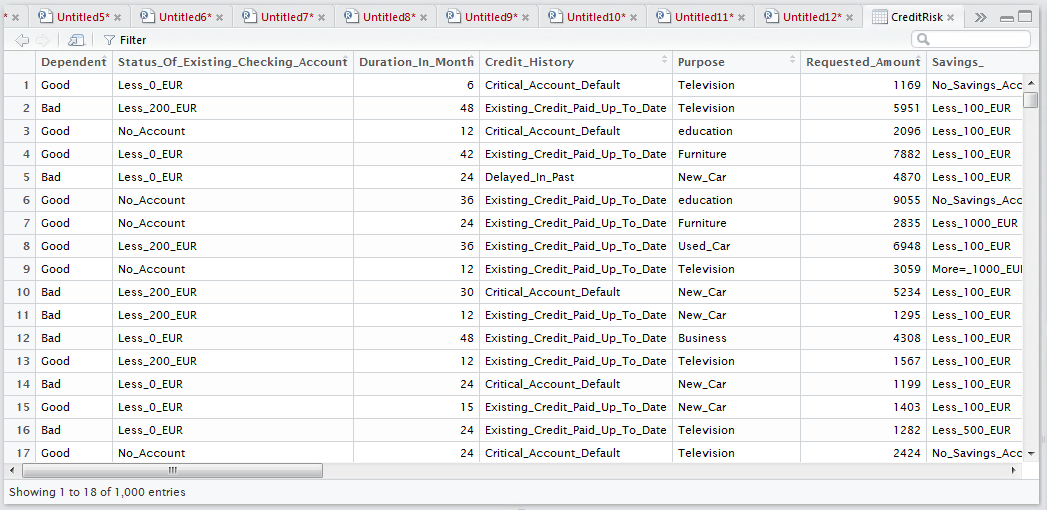 * Untitled5* Untitled6* Untitled7* Untitled8* Untitled9* Untitled10* Untitled11* Untitled12* CreditRisk
Filter
Dependent Status_Of_Existing_Checking_Account Duration_In_Month Credit_History Purpose Requested_Amount Savings_
1 Good Less_0_EUR 6 Critical_Account_Default Television 1169 No_Savings_Acc
2 Bad Less_200_EUR 48 Existing_Credit_Paid_Up_To_Date Television 5951 Less_100_EUR
3 Good No_Account 12 Critical_Account_Default education 2096 Less_100_EUR
4 Good Less_0_EUR 42 Existing_Credit_Paid_Up_To_Date Furniture 7882 Less_100_EUR
5 Bad Less_0_EUR 24 Delayed_In_Past New_Car 4870 Less_100_EUR
6 Good No_Account 36 Existing_Credit_Paid_Up_To_Date education 9055 No_Savings_Acc
7 Good No_Account 24 Existing_Credit_Paid_Up_To_Date Furniture 2835 Less_1000_EUR
8 Good Less_200_EUR 36 Existing_Credit_Paid_Up_To_Date Used_Car 6948 Less_100_EUR
9 Good No_Account 12 Existing_Credit_Paid_Up_To_Date Television 3059 More=_1000_EU
10 Bad Less_200_EUR 30 Critical_Account_Default New_Car 5234 Less_100_EUR
11 Bad Less_200_EUR 12 Existing_Credit_Paid_Up_To_Date New_Car 1295 Less_100_EUR
12 Bad Less_0_EUR 48 Existing_Credit_Paid_Up_To_Date Business 4308 Less_100_EUR
13 Good Less_200_EUR 12 Existing_Credit_Paid_Up_To_Date Television 1567 Less_100_EUR
14 Bad Less_0_EUR 24 Critical_Account_Default New_Car 1199 Less_100_EUR
15 Good Less_0_EUR 15 Existing_Credit_Paid_Up_To_Date New_Car 1403 Less_100_EUR
16 Bad Less_0_EUR 24 Existing_Credit_Paid_Up_To_Date Television 1282 Less_500_EUR
17 Good No_Account 24 Critical_Account_Default Television 2424 No_Savings_Acc
Showing 1 to 18 of 1,000 entries